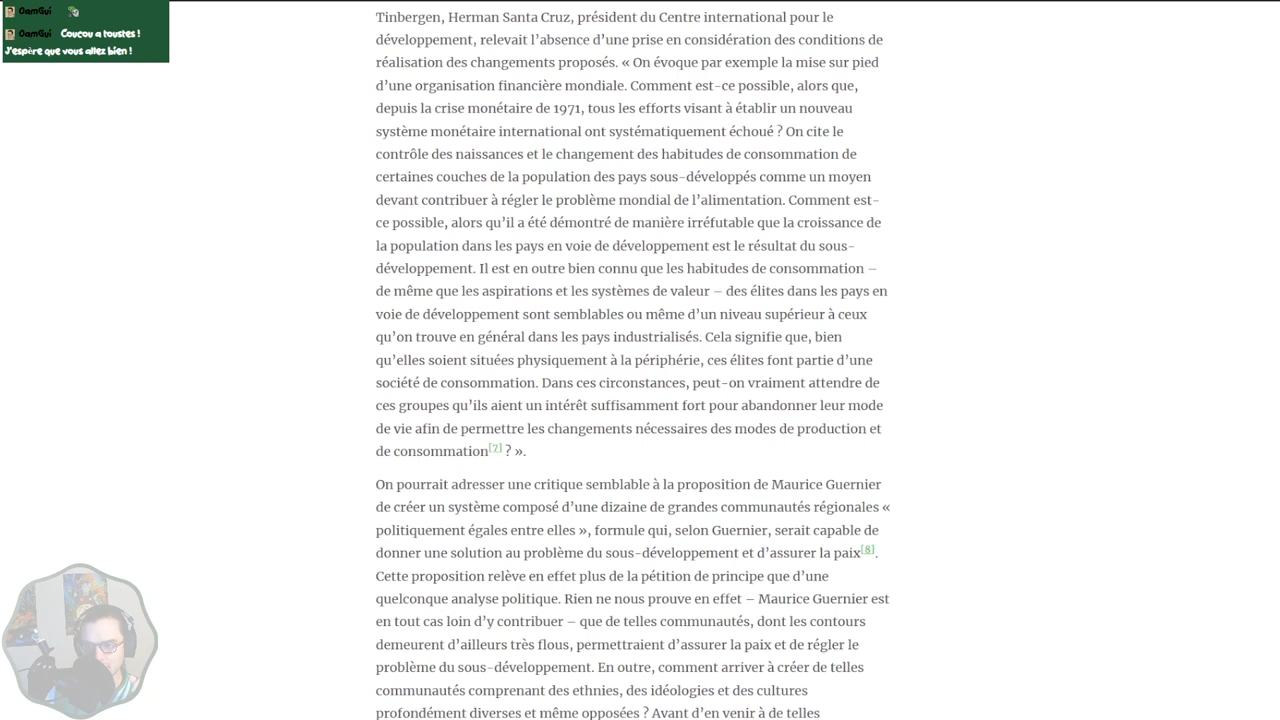 OamGui
OamGui Coucou a toustes !
J'espère que vous allez bien !
Tinbergen, Herman Santa Cruz, président du Centre international pour le
développement, relevait l’absence d’une prise en considération des conditions de
réalisation des changements proposés. « On évoque par exemple la mise sur pied
d’une organisation financière mondiale. Comment est-ce possible, alors que,
depuis la crise monétaire de 1971, tous les efforts visant à établir un nouveau
système monétaire international ont systématiquement échoué ? On cite le
contrôle des naissances et le changement des habitudes de consommation de
certaines couches de la population des pays sous-développés comme un moyen
devant contribuer à régler le problème mondial de l’alimentation. Comment est-
ce possible, alors qu’il a été démontré de manière irréfutable que la croissance de
la population dans les pays en voie de développement est le résultat du sous-
développement. Il est en outre bien connu que les habitudes de consommation –
de même que les aspirations et les systèmes de valeur – des élites dans les pays en
voie de développement sont semblables ou même d’un niveau supérieur à ceux
qu’on trouve en général dans les pays industrialisés. Cela signifie que, bien
qu’elles soient situées physiquement à la périphérie, ces élites font partie d’une
société de consommation. Dans ces circonstances, peut-on vraiment attendre de
ces groupes qu’ils aient un intérêt suffisamment fort pour abandonner leur mode
de vie afin de permettre les changements nécessaires des modes de production et
de consommation[7] ? ».
On pourrait adresser une critique semblable à la proposition de Maurice Guernier
de créer un système composé d’une dizaine de grandes communautés régionales «
politiquement égales entre elles », formule qui, selon Guernier, serait capable de
donner une solution au problème du sous-développement et d’assurer la paix[8].
Cette proposition relève en effet plus de la pétition de principe que d’une
quelconque analyse politique. Rien ne nous prouve en effet – Maurice Guernier est
en tout cas loin d’y contribuer – que de telles communautés, dont les contours
demeurent d’ailleurs très flous, permettraient d’assurer la paix et de régler le
problème du sous-développement. En outre, comment arriver à créer de telles
communautés comprenant des ethnies, des idéologies et des cultures
profondément diverses et même opposées ? Avant d’en venir à de telles